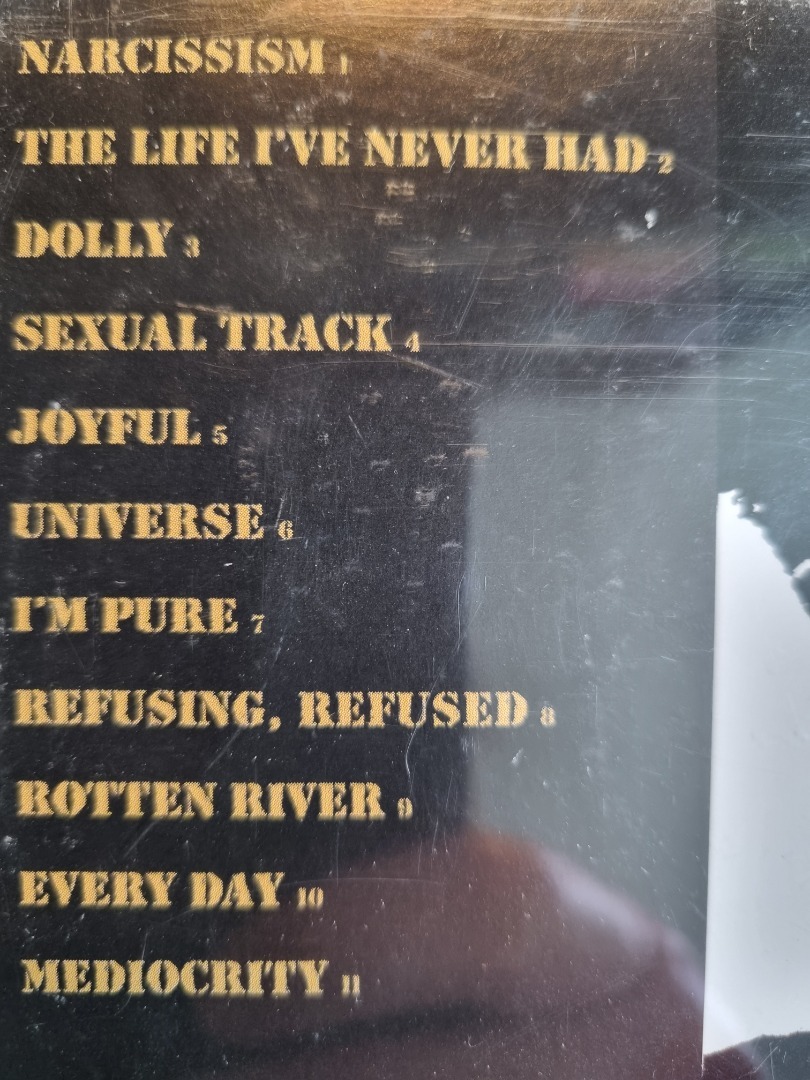 NARCISSISM 1
THE LIFE I'VE NEVER HAD 2
DOLLY 3
SEXUAL TRACK 4
JOYFUL 5
UNIVERSE 6
I'M PURE 7
REFUSING, REFUSED 8
ROTTEN RIVER 9
EVERY DAY 10
MEDIOCRITY 11